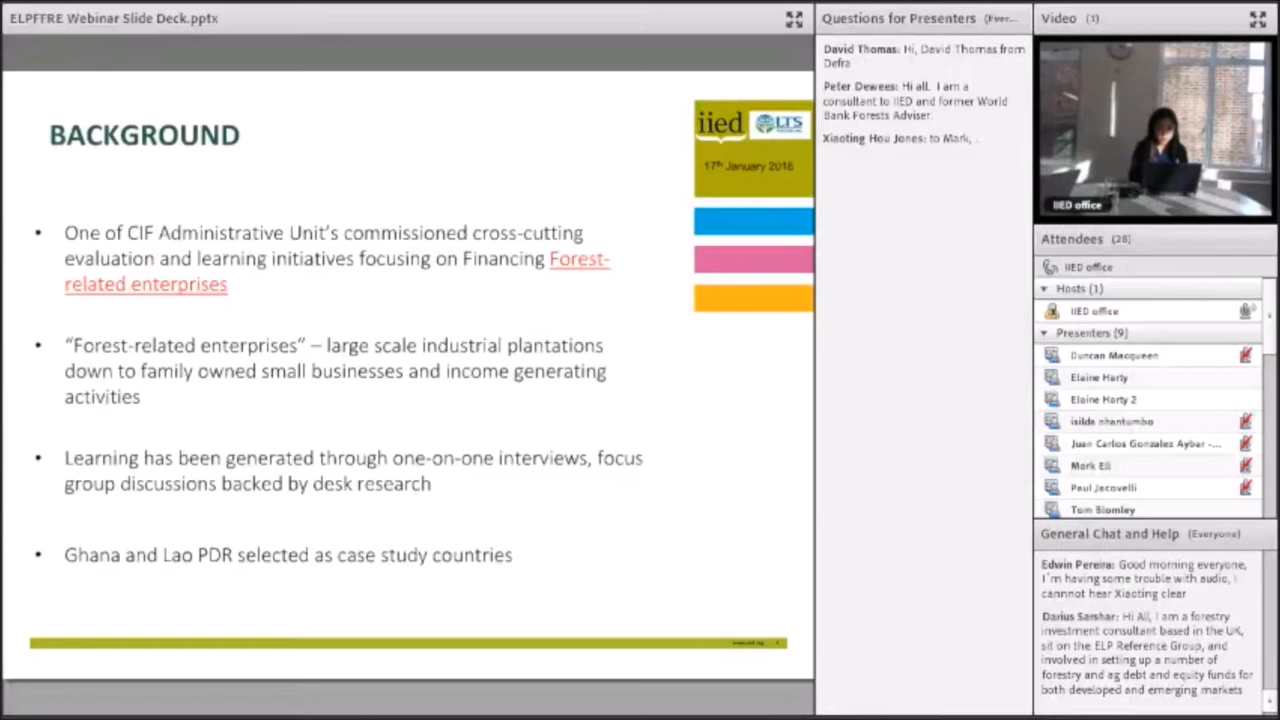 ELPFFRE Webinar Slide Deck.pptx
BACKGROUND
iied
LTS
17th January 2018
• One of CIF Administrative Unit's commissioned cross-cutting
evaluation and learning initiatives focusing on Financing Forest-
related enterprises
• “Forest-related enterprises” – large scale industrial plantations
down to family owned small businesses and income generating
activities
• Learning has been generated through one-on-one interviews, focus
group discussions backed by desk research
• Ghana and Lao PDR selected as case study countries
Questions for Presenters (Ever...
David Thomas: Hi, David Thomas from
Defra
Peter Dewees: Hi all. I am a
consultant to IIED and former World
Bank Forests Adviser.
Xiaoting Hou Jones: to Mark, ..
Video (1)
IIED office
Attendees (28)
IIED office
Hosts (1)
IIED office
Presenters (9)
Duncan Macqueen
Elaine Harty
Elaine Harty 2
isilda nhantumbo
Juan Carlos Gonzalez Aybar -...
Mark Ell
Paul Jacovelli
Tom Blomley
General Chat and Help (Everyone)
Edwin Pereira: Good morning everyone,
I´m having some trouble with audio, i
cannnot hear Xiaoting clear
Darius Sarshar: Hi All, I am a forestry
investment consultant based in the UK,
sit on the ELP Reference Group, and
involved in setting up a number of
forestry and ag debt and equity funds for
both developed and emerging markets